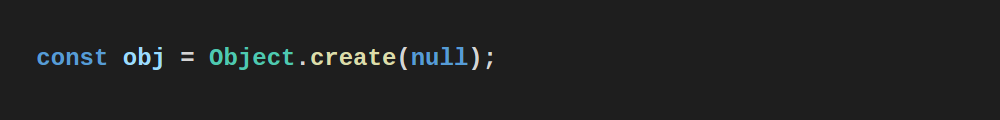 const obj = Object.create(null);